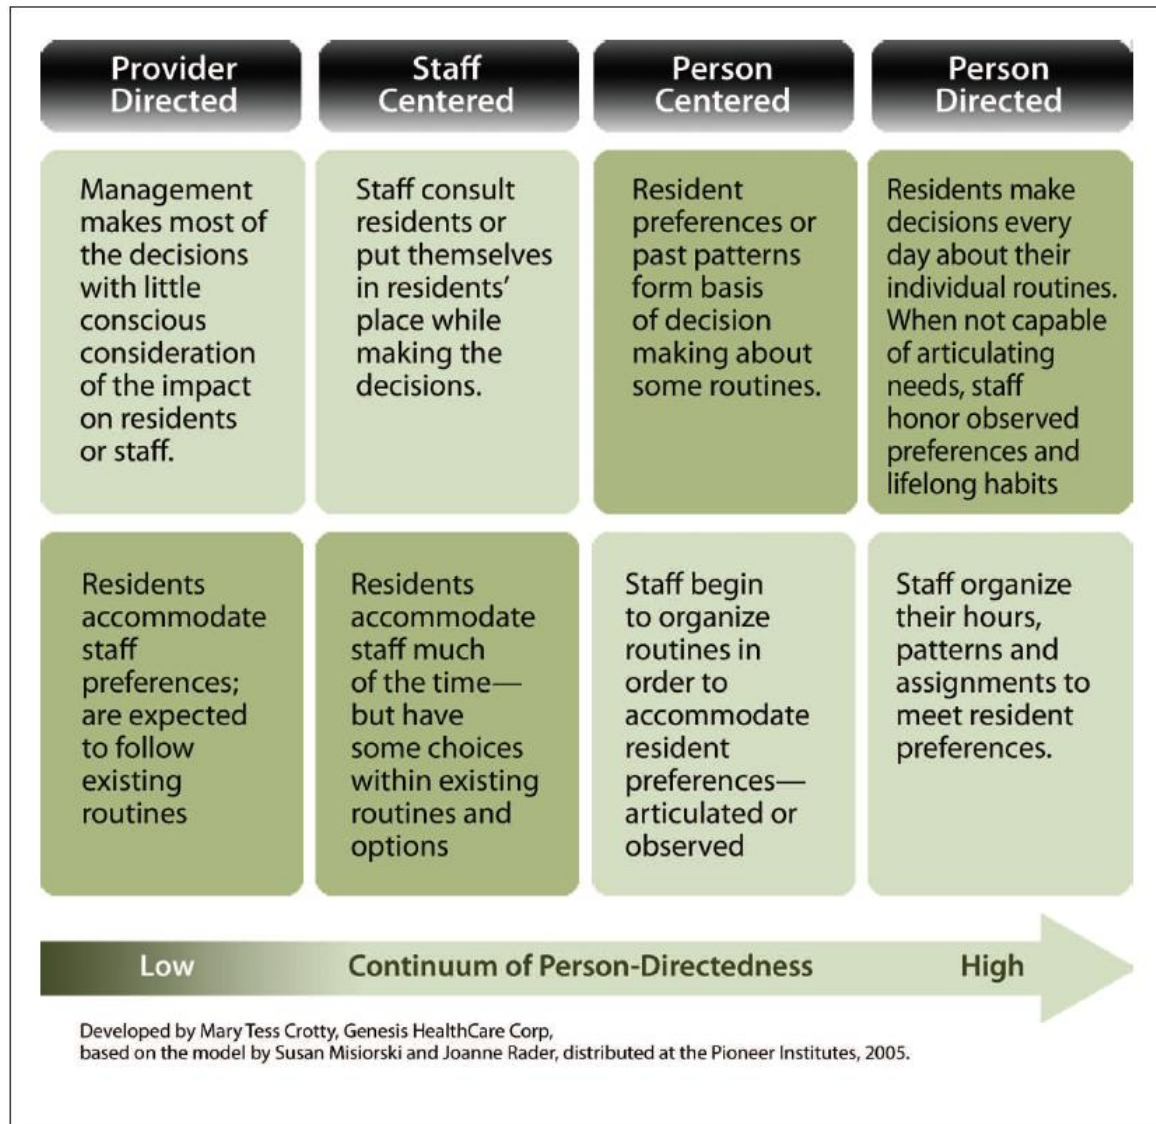 Provider
Directed
Staff
Centered
Person
Centered
Person
Directed
Management
makes most of
the decisions
with little
conscious
consideration
of the impact
on residents
or staff.
Staff consult
residents or
put themselves
in residents’
place while
making the
decisions.
Resident
preferences or
past patterns
form basis
of decision
making about
some routines.
Residents make
decisions every
day about their
individual routines.
When not capable
of articulating
needs, staff
honor observed
preferences and
lifelong habits
Residents
accommodate
staff
preferences;
are expected
to follow
existing
routines
Residents
accommodate
staff much
of the time—
but have
some choices
within existing
routines and
options
Staff begin
to organize
routines in
order to
accommodate
resident
preferences—
articulated or
observed
Staff organize
their hours,
patterns and
assignments to
meet resident
preferences.
Low Continuum of Person-Directedness High
Developed by Mary Tess Crotty, Genesis HealthCare Corp,
based on the model by Susan Misiorski and Joanne Rader, distributed at the Pioneer Institutes, 2005.